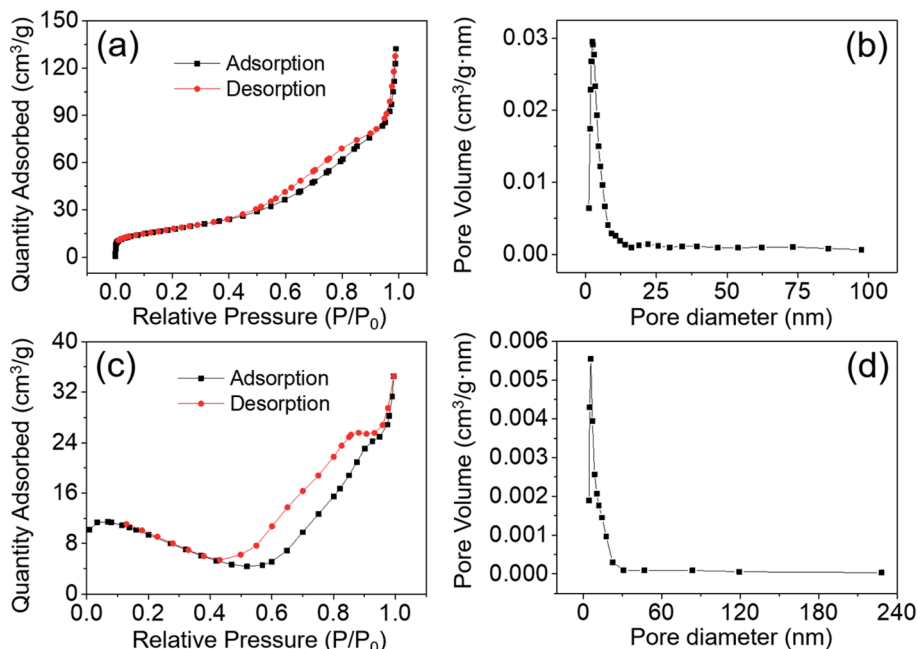 (a)
Adsorption
Desorption
Quantity Adsorbed (cm³/g)
150
120
90
60
30
0
0.0 0.2 0.4 0.6 0.8 1.0
Relative Pressure (P/P₀)
(b)
Pore Volume (cm³/g·nm)
0.03
0.02
0.01
0.00
0 25 50 75 100
Pore diameter (nm)
(c)
Adsorption
Desorption
Quantity Adsorbed (cm³/g)
40
32
24
16
8
0
0.0 0.2 0.4 0.6 0.8 1.0
Relative Pressure (P/P₀)
(d)
Pore Volume (cm³/g·nm)
0.006
0.005
0.004
0.003
0.002
0.001
0.000
0 60 120 180 240
Pore diameter (nm)